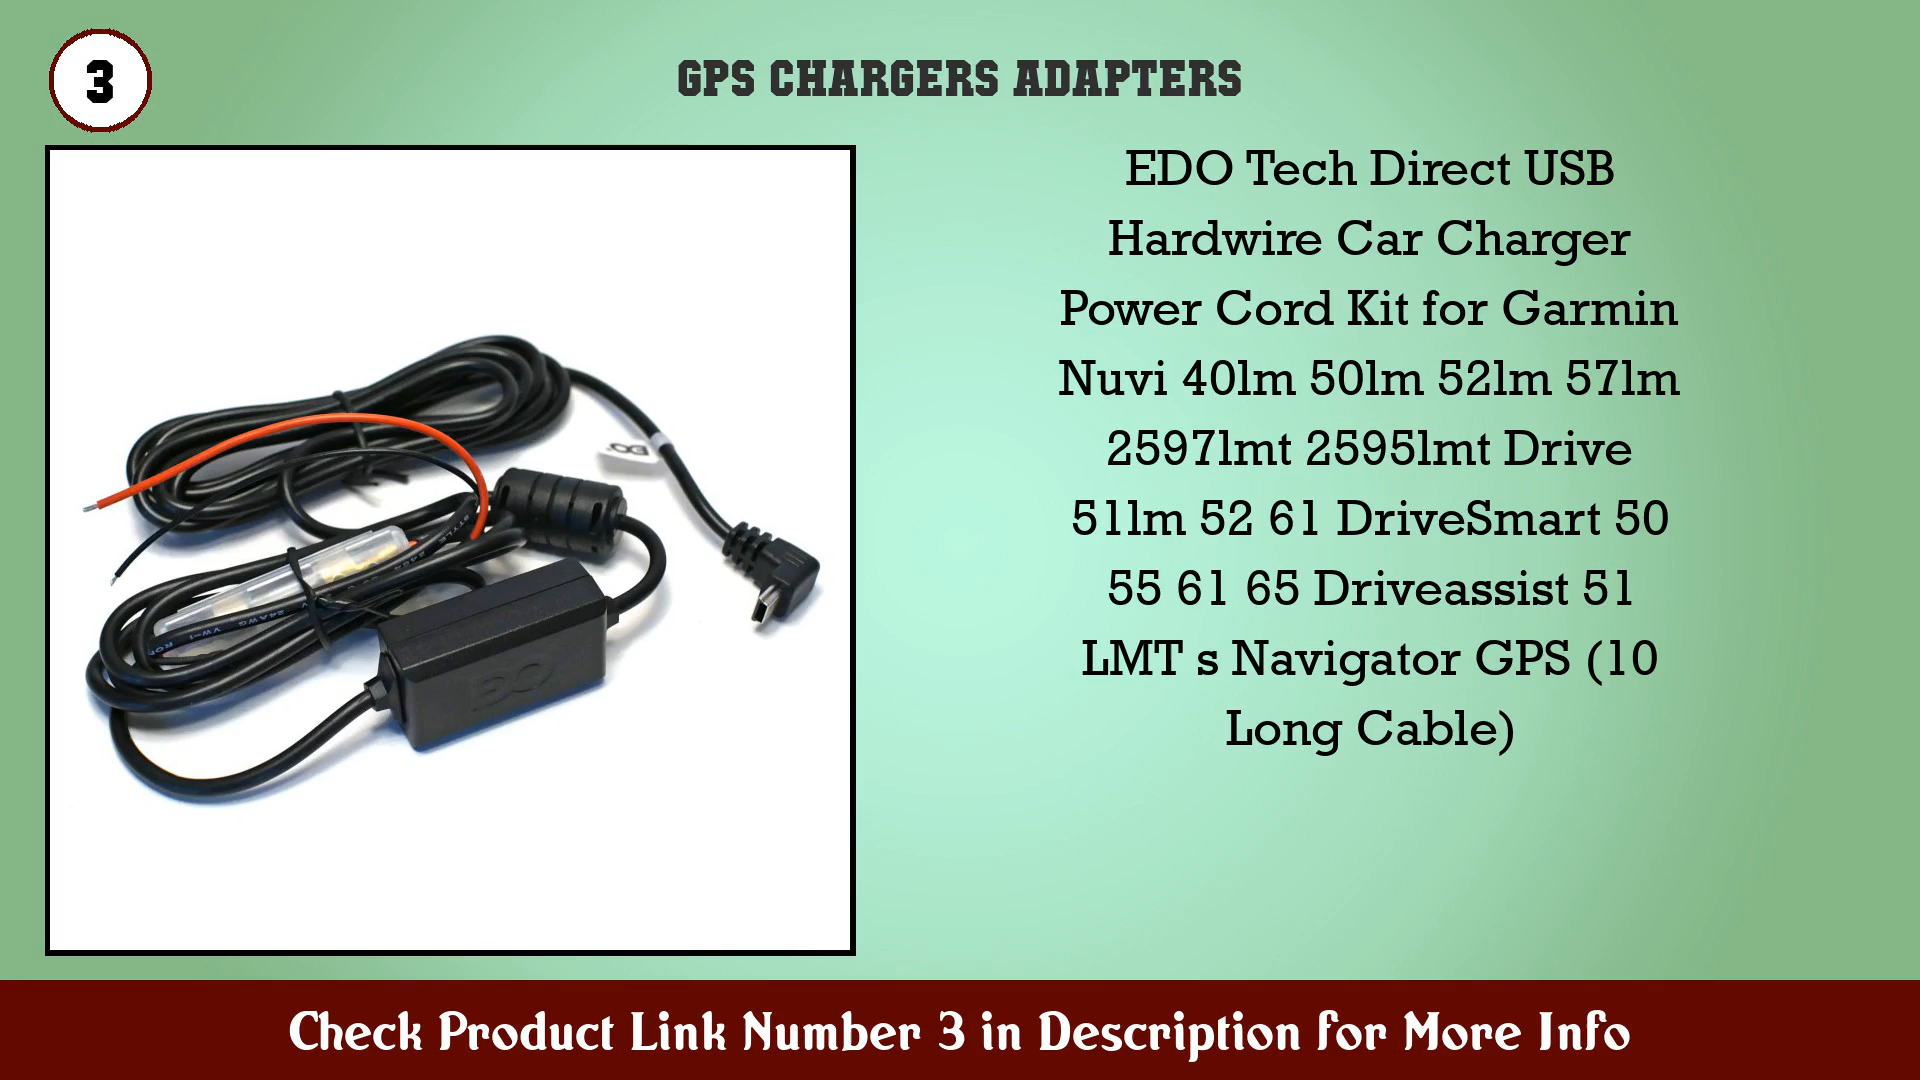 3
GPS CHARGERS ADAPTERS
EDO Tech Direct USB
Hardwire Car Charger
Power Cord Kit for Garmin
Nuvi 40lm 50lm 52lm 57lm
2597lmt 2595lmt Drive
51lm 52 61 DriveSmart 50
55 61 65 Driveassist 51
LMT s Navigator GPS (10
Long Cable)
Check Product Link Number 3 in Description for More Info